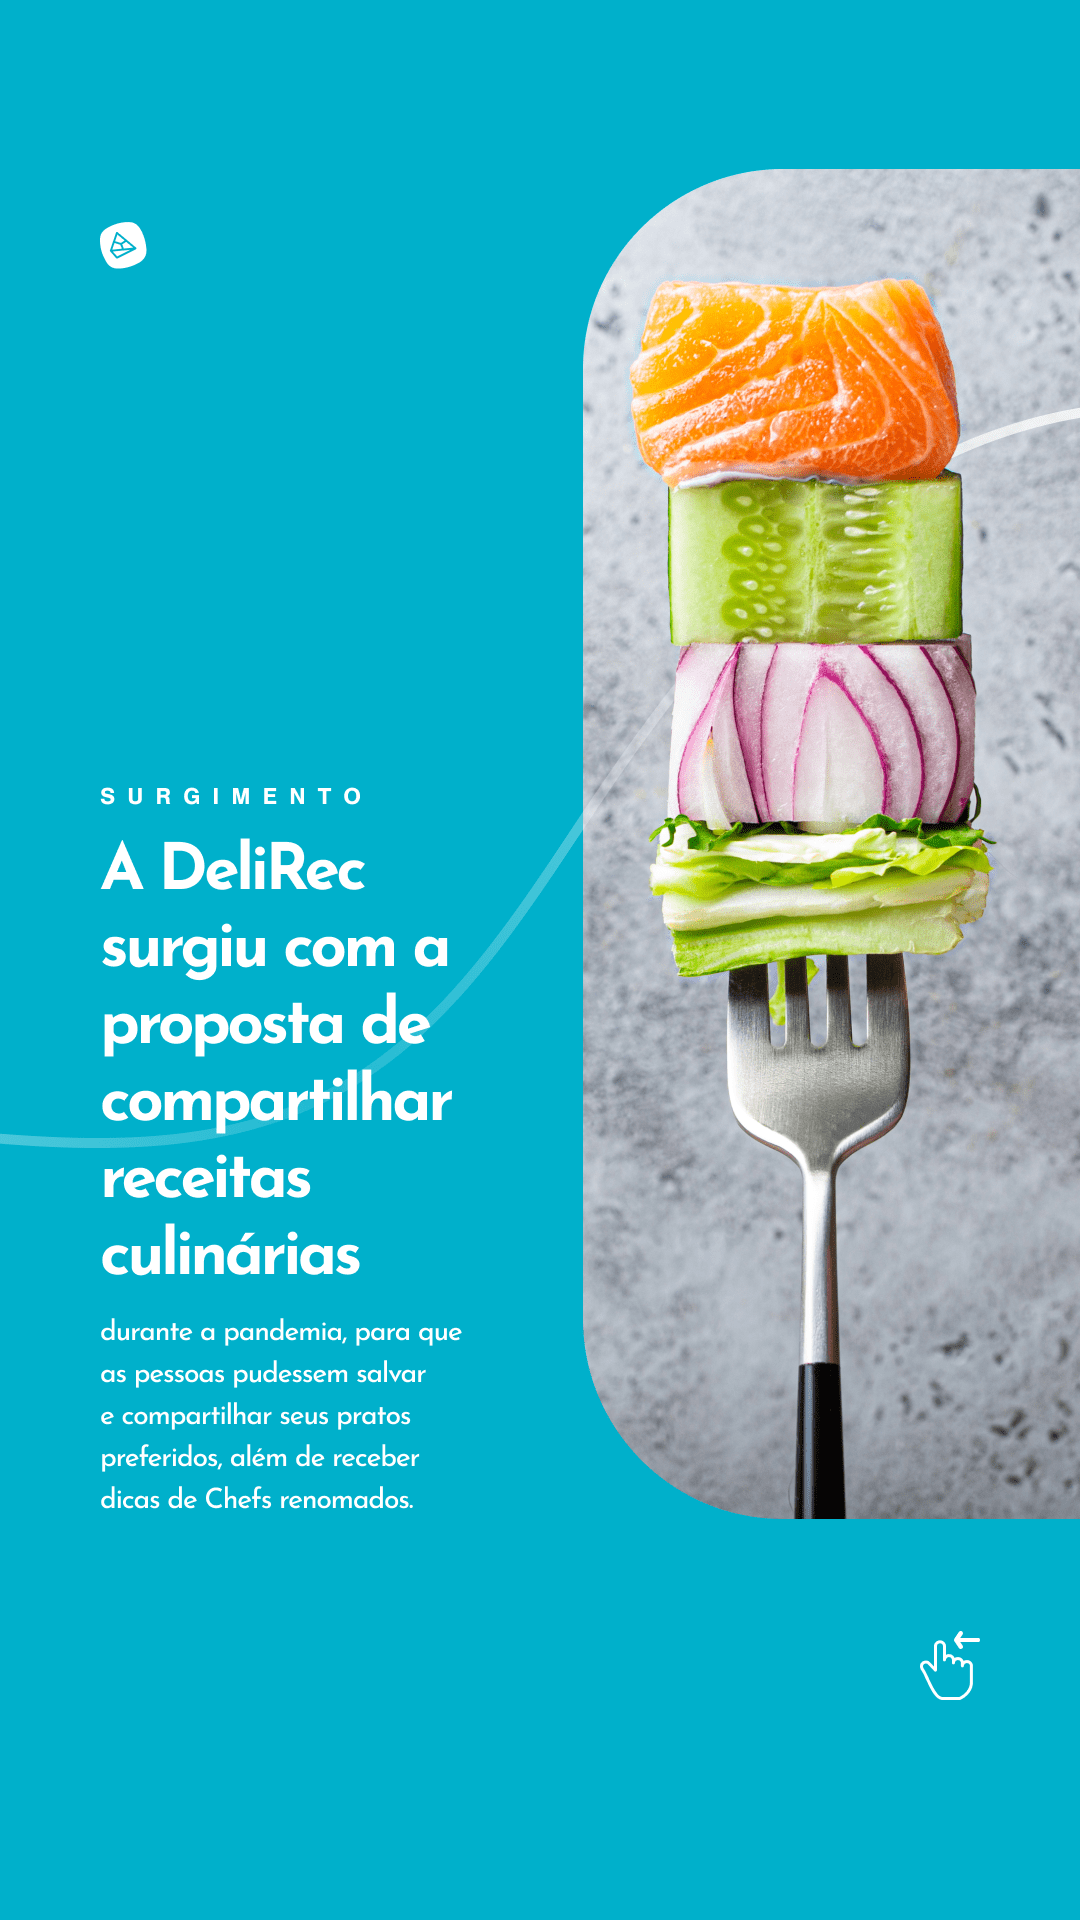 SURGIMENTO
A DeliRec
surgiu com a
proposta de
compartilhar
receitas
culinárias
durante a pandemia, para que
as pessoas pudessem salvar
e compartilhar seus pratos
preferidos, além de receber
dicas de Chefs renomados.